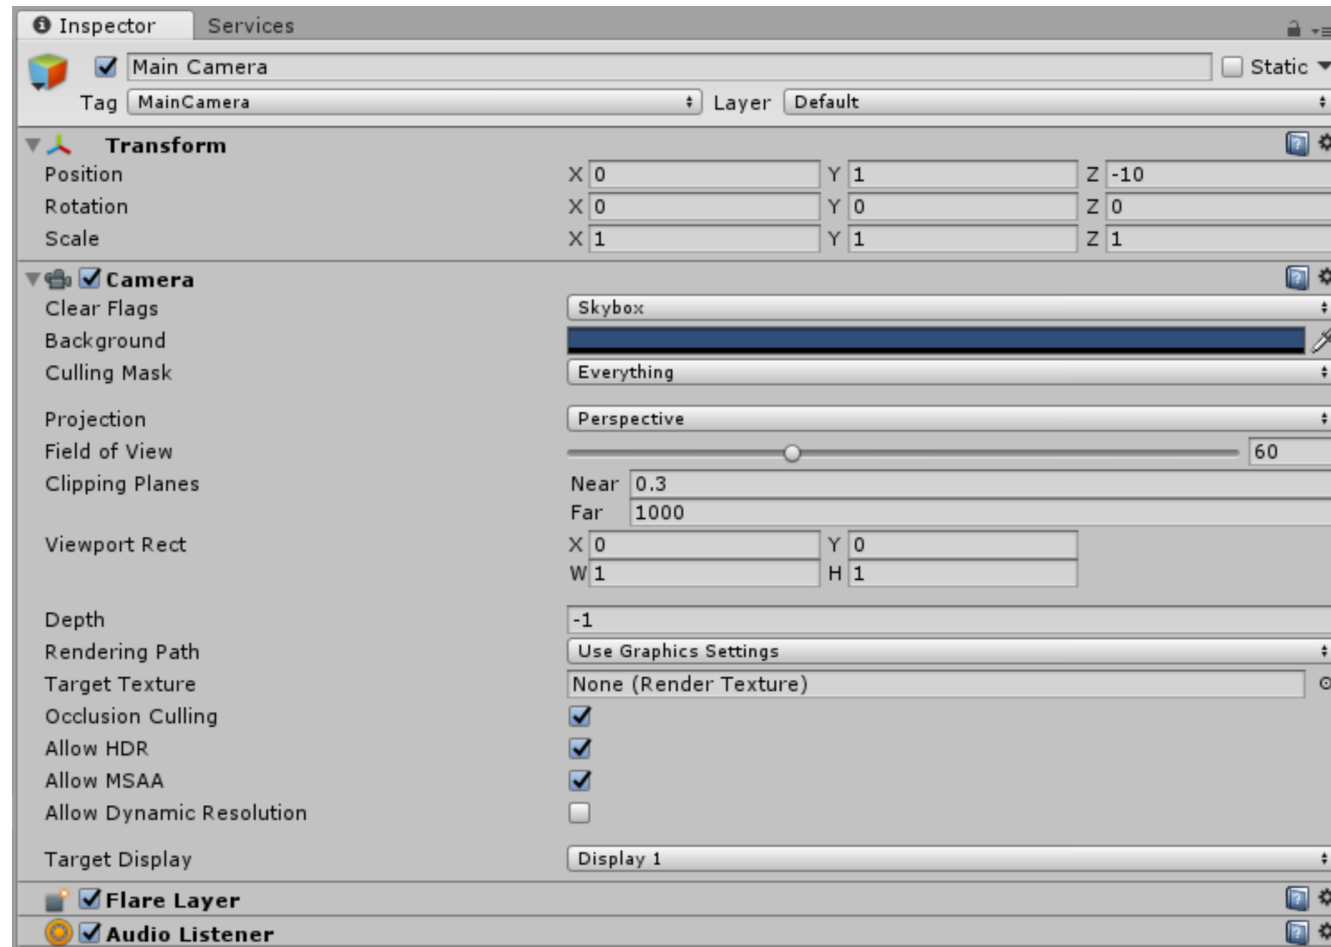 Inspector Services
Main Camera Static
Tag MainCamera Layer Default
Transform
Position X 0 Y 1 Z -10
Rotation X 0 Y 0 Z 0
Scale X 1 Y 1 Z 1
Camera
Clear Flags Skybox
Background
Culling Mask Everything
Projection Perspective
Field of View 60
Clipping Planes Near 0.3
Far 1000
Viewport Rect X 0 Y 0
W 1 H 1
Depth -1
Rendering Path Use Graphics Settings
Target Texture None (Render Texture)
Occlusion Culling
Allow HDR
Allow MSAA
Allow Dynamic Resolution
Target Display Display 1
Flare Layer
Audio Listener